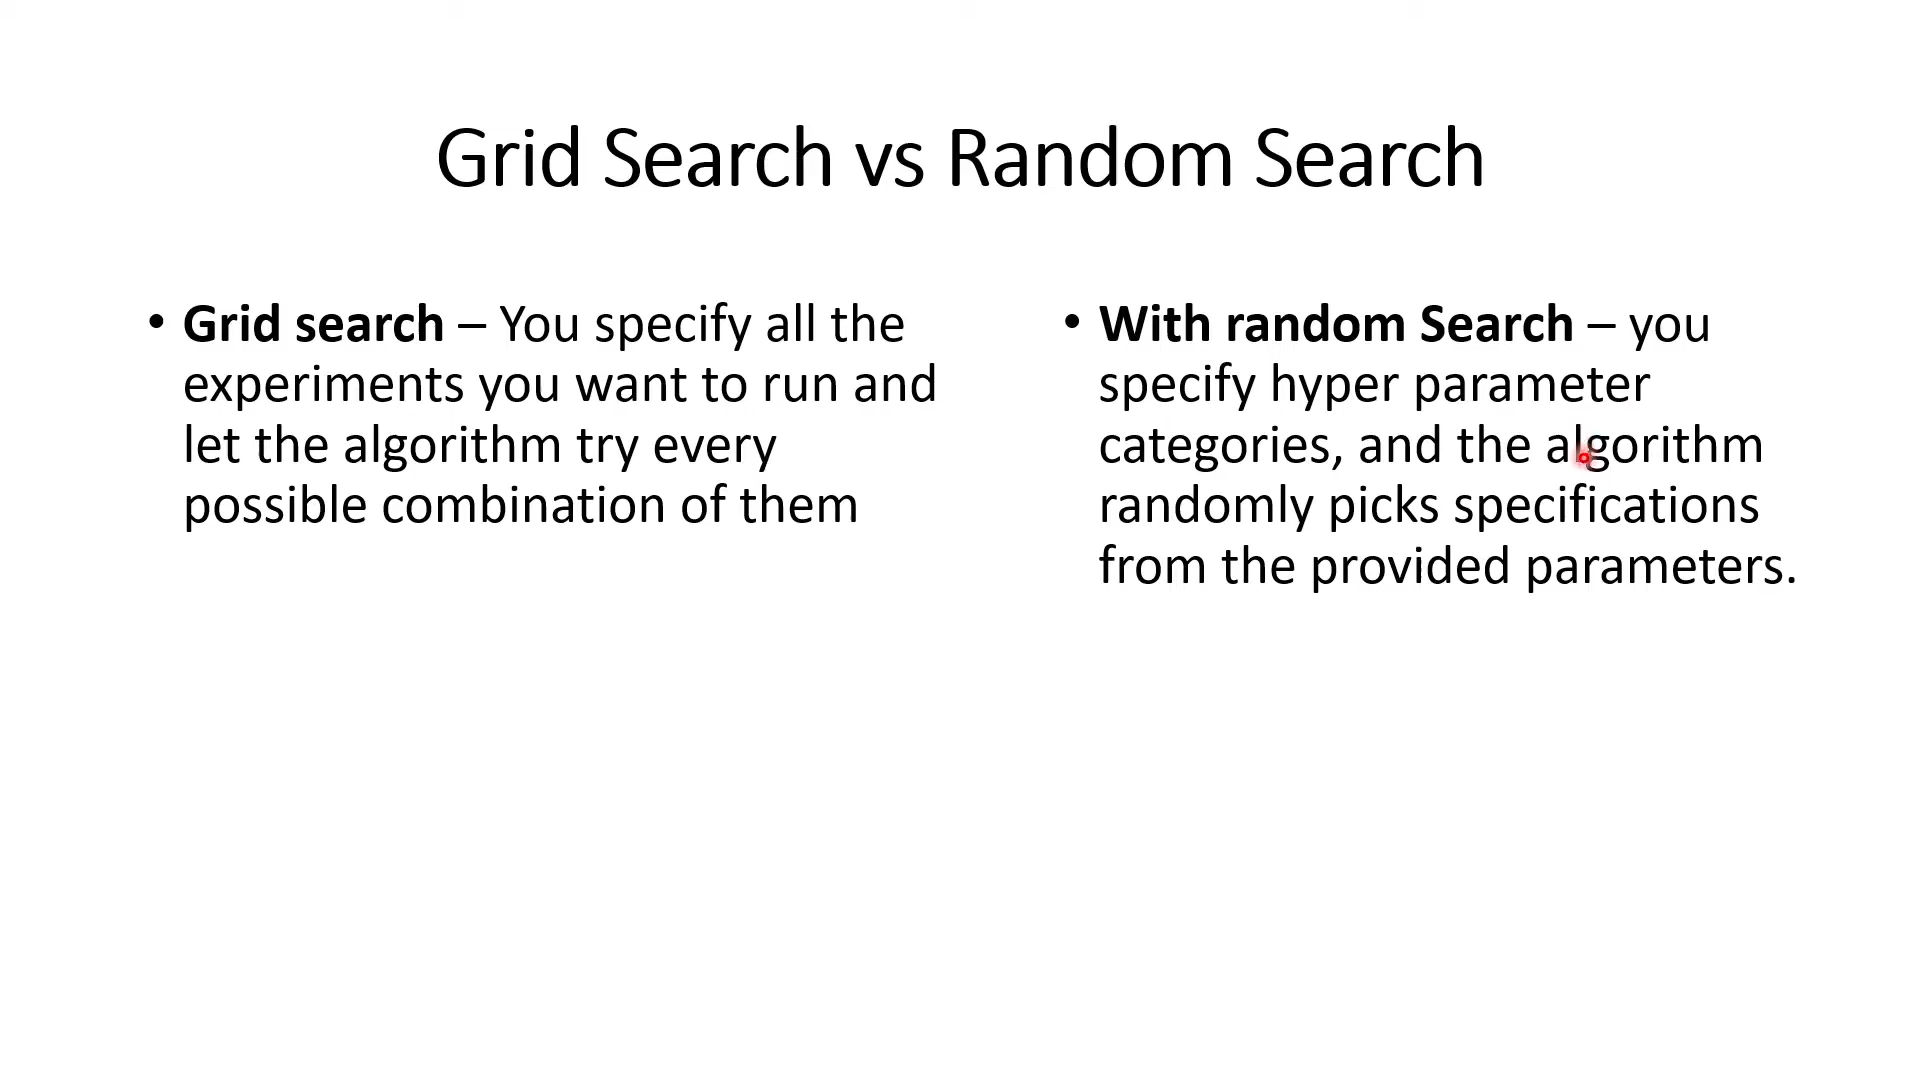 Grid Search vs Random Search
• Grid search – You specify all the
experiments you want to run and
let the algorithm try every
possible combination of them
• With random Search – you
specify hyper parameter
categories, and the algorithm
randomly picks specifications
from the provided parameters.